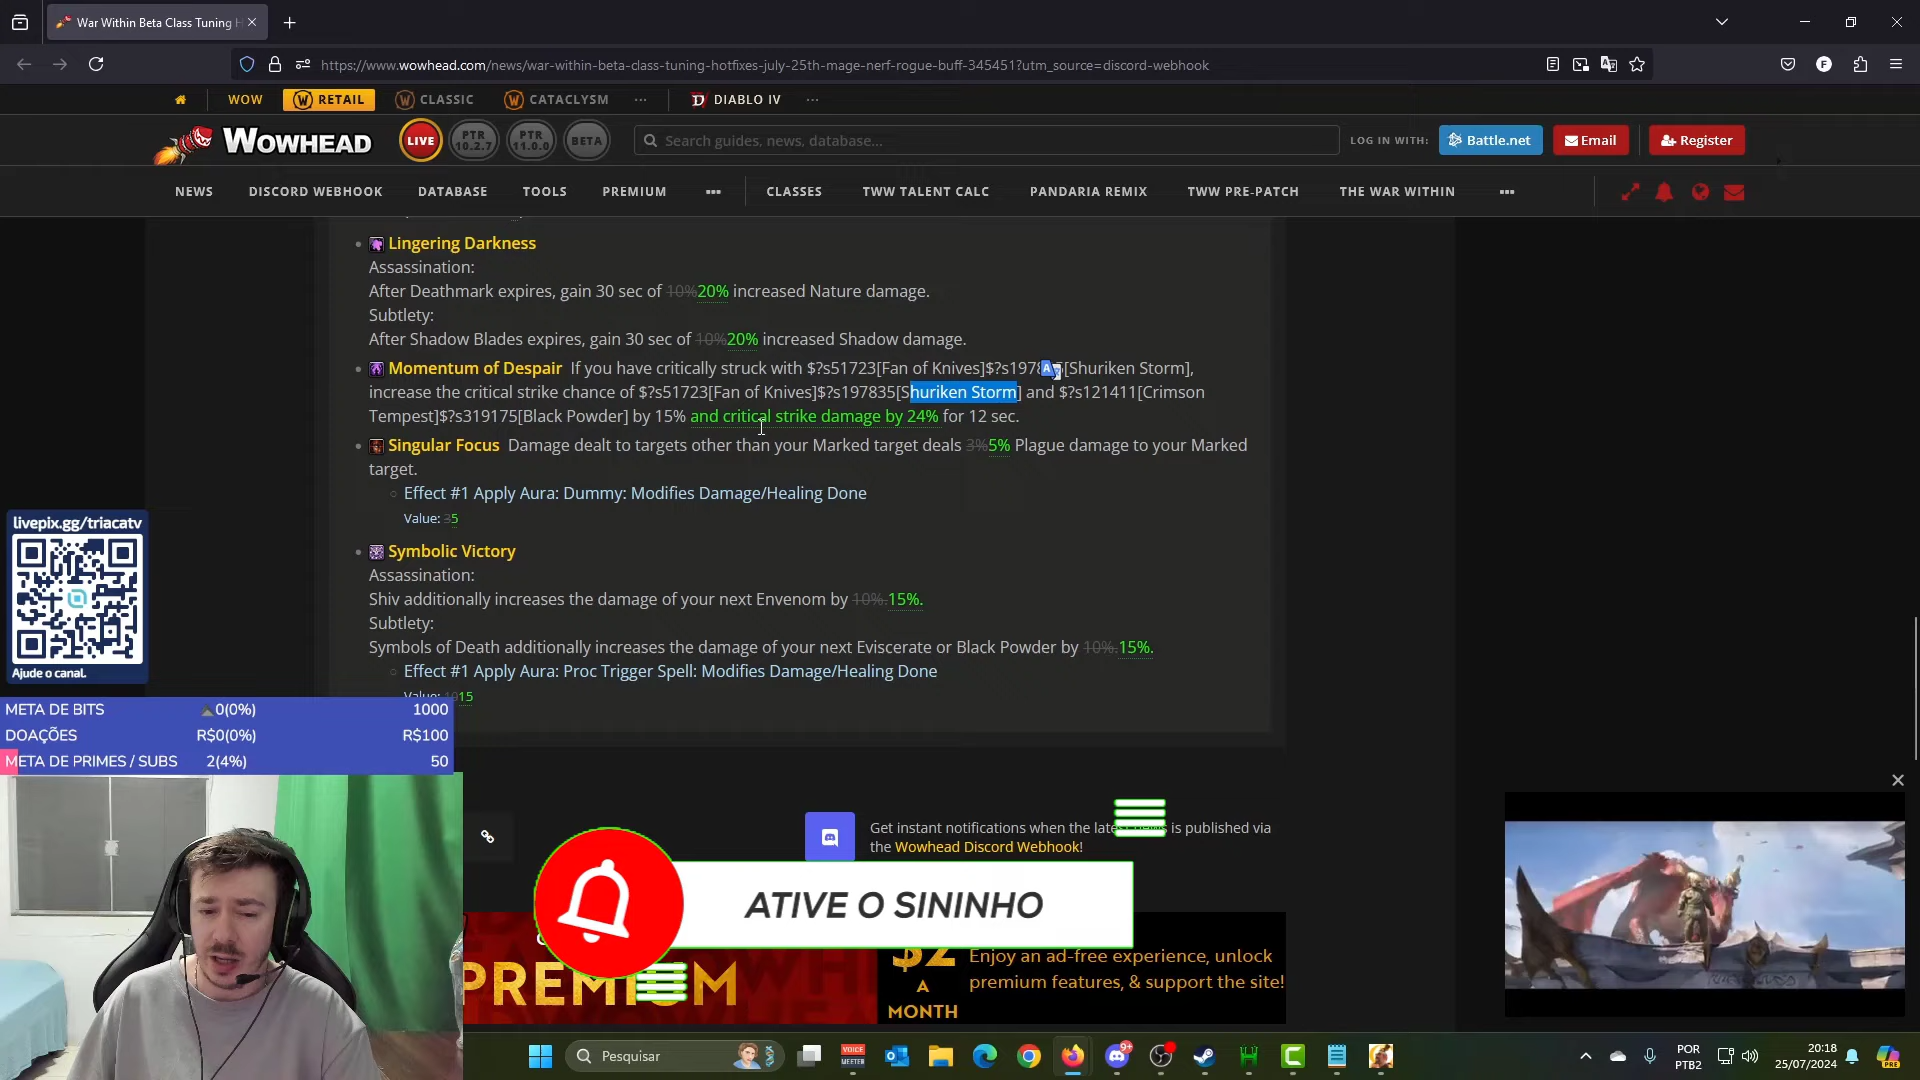 War Within Beta Class Tuning H
https://www.wowhead.com/news/war-within-beta-class-tuning-hotfixes-july-25th-mage-nerf-rogue-buff-345451?utm_source=discord-webhook
WOW
RETAIL
CLASSIC
CATACLYSM
DIABLO IV
WOWHEAD
LIVE
PTR 10.2.7
PTR 11.0.0
BETA
Search guides, news, database...
LOG IN WITH:
Battle.net
Email
Register
NEWS
DISCORD WEBHOOK
DATABASE
TOOLS
PREMIUM
CLASSES
TWW TALENT CALC
PANDARIA REMIX
TWW PRE-PATCH
THE WAR WITHIN
Lingering Darkness
Assassination:
After Deathmark expires, gain 30 sec of 10%20% increased Nature damage.
Subtlety:
After Shadow Blades expires, gain 30 sec of 10%20% increased Shadow damage.
Momentum of Despair If you have critically struck with $?s51723[Fan of Knives]$?s197 [Shuriken Storm],
increase the critical strike chance of $?s51723[Fan of Knives]$?s197835[Shuriken Storm] and $?s121411[Crimson
Tempest]$?s319175[Black Powder] by 15% and critical strike damage by 24% for 12 sec.
Singular Focus Damage dealt to targets other than your Marked target deals 3%5% Plague damage to your Marked
target.
Effect #1 Apply Aura: Dummy: Modifies Damage/Healing Done
Value: 35
Symbolic Victory
Assassination:
Shiv additionally increases the damage of your next Envenom by 10%.15%.
Subtlety:
Symbols of Death additionally increases the damage of your next Eviscerate or Black Powder by 10%.15%.
Effect #1 Apply Aura: Proc Trigger Spell: Modifies Damage/Healing Done
Value: 1015
livepix.gg/triacatv
Ajude o canal.
META DE BITS 0(0%) 1000
DOAÇÕES R$0(0%) R$100
META DE PRIMES / SUBS 2(4%) 50
Get instant notifications when the latest news is published via
the Wowhead Discord Webhook!
ATIVE O SININHO
PREMIUM
$2
A
MONTH
Enjoy an ad-free experience, unlock
premium features, & support the site!
Pesquisar
VOICE
MEETER
9+
POR
PTB2
20:18
25/07/2024
PRE